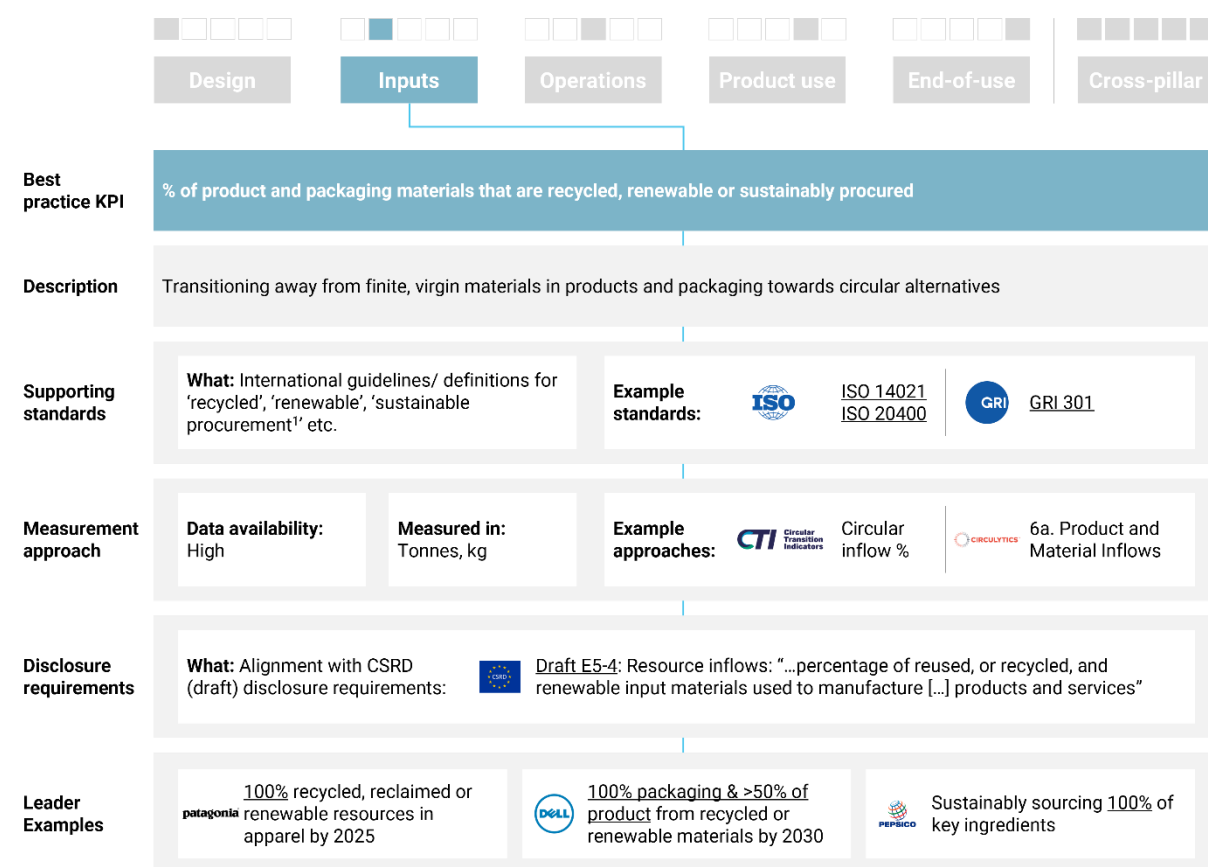 Design
Inputs
Operations
Product use
End-of-use
Cross-pillar
Best
practice KPI
% of product and packaging materials that are recycled, renewable or sustainably procured
Description
Transitioning away from finite, virgin materials in products and packaging towards circular alternatives
Supporting
standards
What: International guidelines/ definitions for
‘recycled’, ‘renewable’, ‘sustainable
procurement¹’ etc.
Example
standards:
ISO
ISO 14021
ISO 20400
GRI
GRI 301
Measurement
approach
Data availability:
High
Measured in:
Tonnes, kg
Example
approaches:
CTI
Circular
Transition
Indicators
Circular
inflow %
CIRCULYTICS
6a. Product and
Material Inflows
Disclosure
requirements
What: Alignment with CSRD
(draft) disclosure requirements:
CSRD
Draft E5-4: Resource inflows: “…percentage of reused, or recycled, and
renewable input materials used to manufacture […] products and services”
Leader
Examples
patagonia
100% recycled, reclaimed or
renewable resources in
apparel by 2025
DELL
100% packaging & >50% of
product from recycled or
renewable materials by 2030
PEPSICO
Sustainably sourcing 100% of
key ingredients